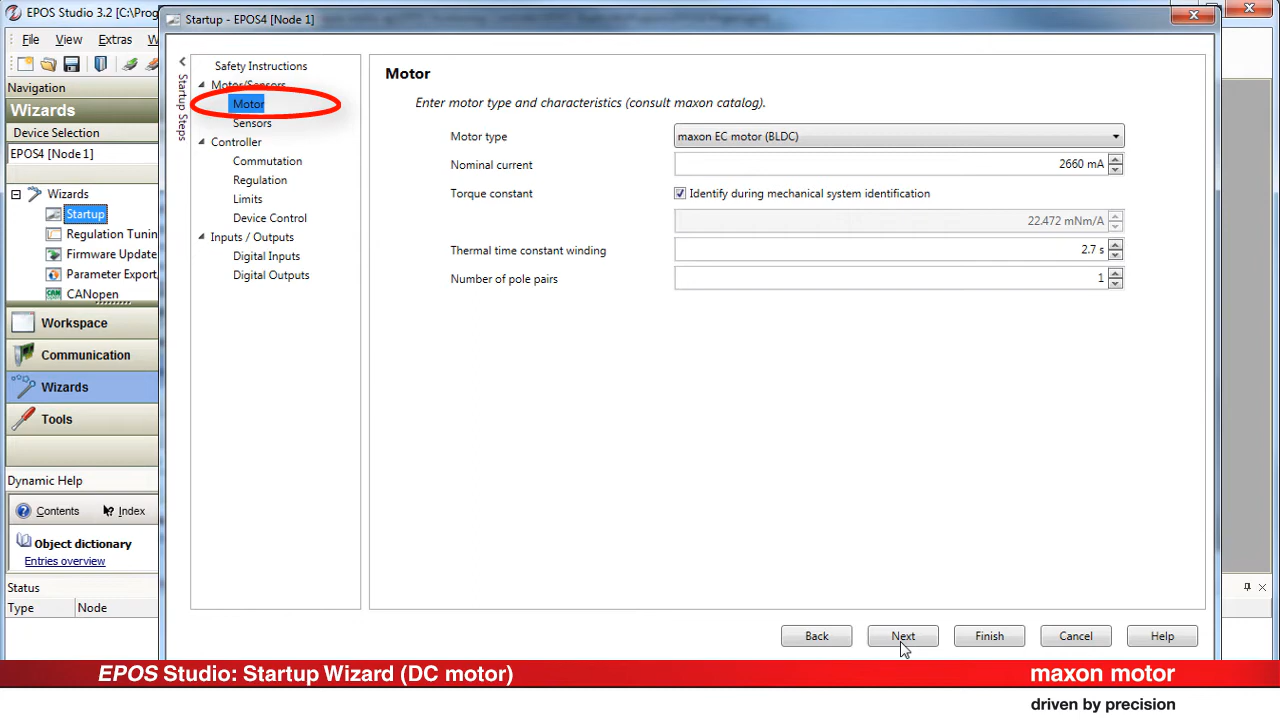 EPOS Studio 3.2 [C:\Prog
Startup - EPOS4 [Node 1]
File View Extras W
Navigation
Wizards
Device Selection
EPOS4 [Node 1]
Wizards
Startup
Regulation Tunin
Firmware Update
Parameter Export,
CANopen
Workspace
Communication
Wizards
Tools
Dynamic Help
Contents Index
Object dictionary
Entries overview
Status
Type Node
Startup Steps
Safety Instructions
Motor/Sensors
Motor
Sensors
Controller
Commutation
Regulation
Limits
Device Control
Inputs / Outputs
Digital Inputs
Digital Outputs
Motor
Enter motor type and characteristics (consult maxon catalog).
Motor type maxon EC motor (BLDC)
Nominal current 2660 mA
Torque constant Identify during mechanical system identification
22.472 mNm/A
Thermal time constant winding 2.7 s
Number of pole pairs 1
Back Next Finish Cancel Help
EPOS Studio: Startup Wizard (DC motor) maxon motor
driven by precision